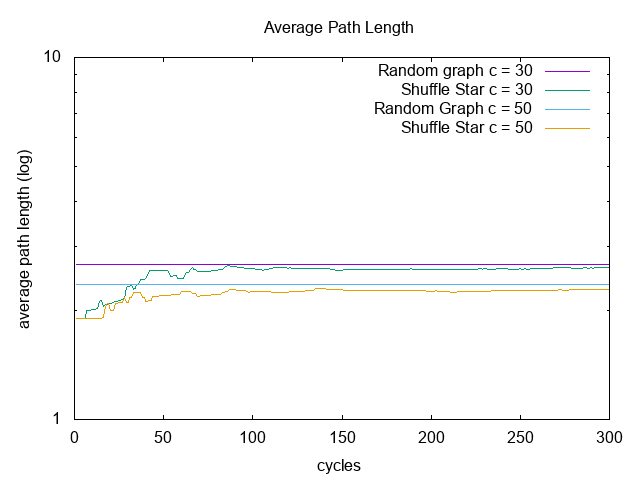 Average Path Length
10
Random graph c = 30
Shuffle Star c = 30
Random Graph c = 50
Shuffle Star c = 50
average path length (log)
1
0 50 100 150 200 250 300
cycles